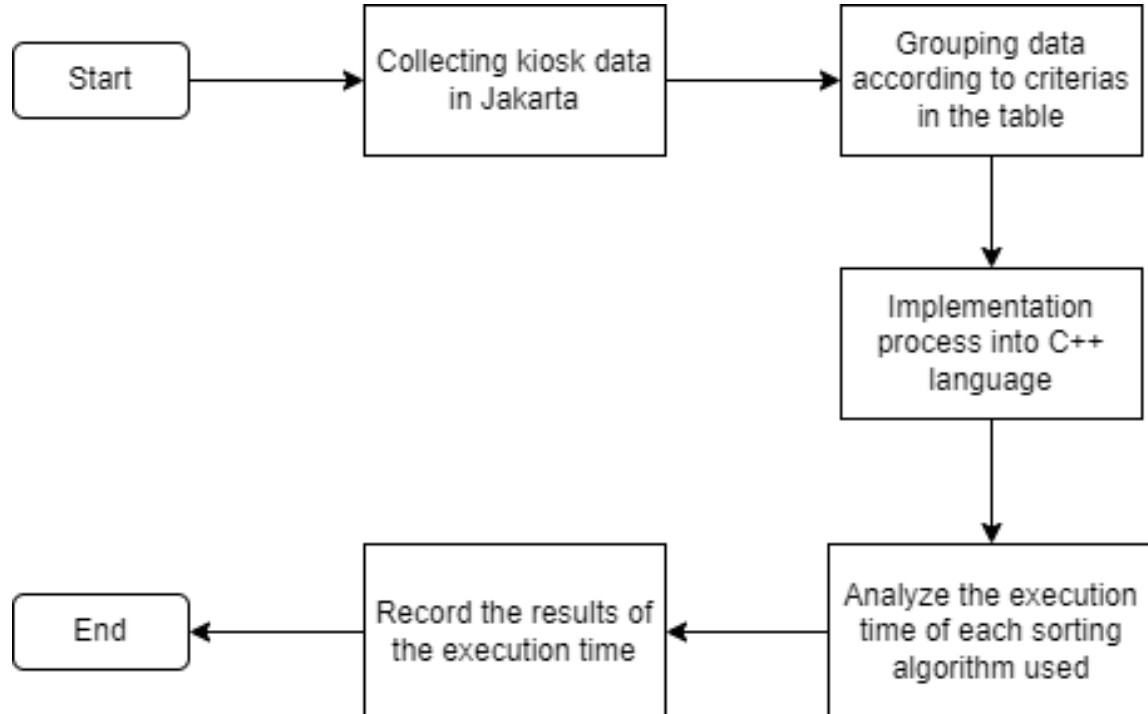 Start
Collecting kiosk data
in Jakarta
Grouping data
according to criterias
in the table
Implementation
process into C++
language
Analyze the execution
time of each sorting
algorithm used
Record the results of
the execution time
End